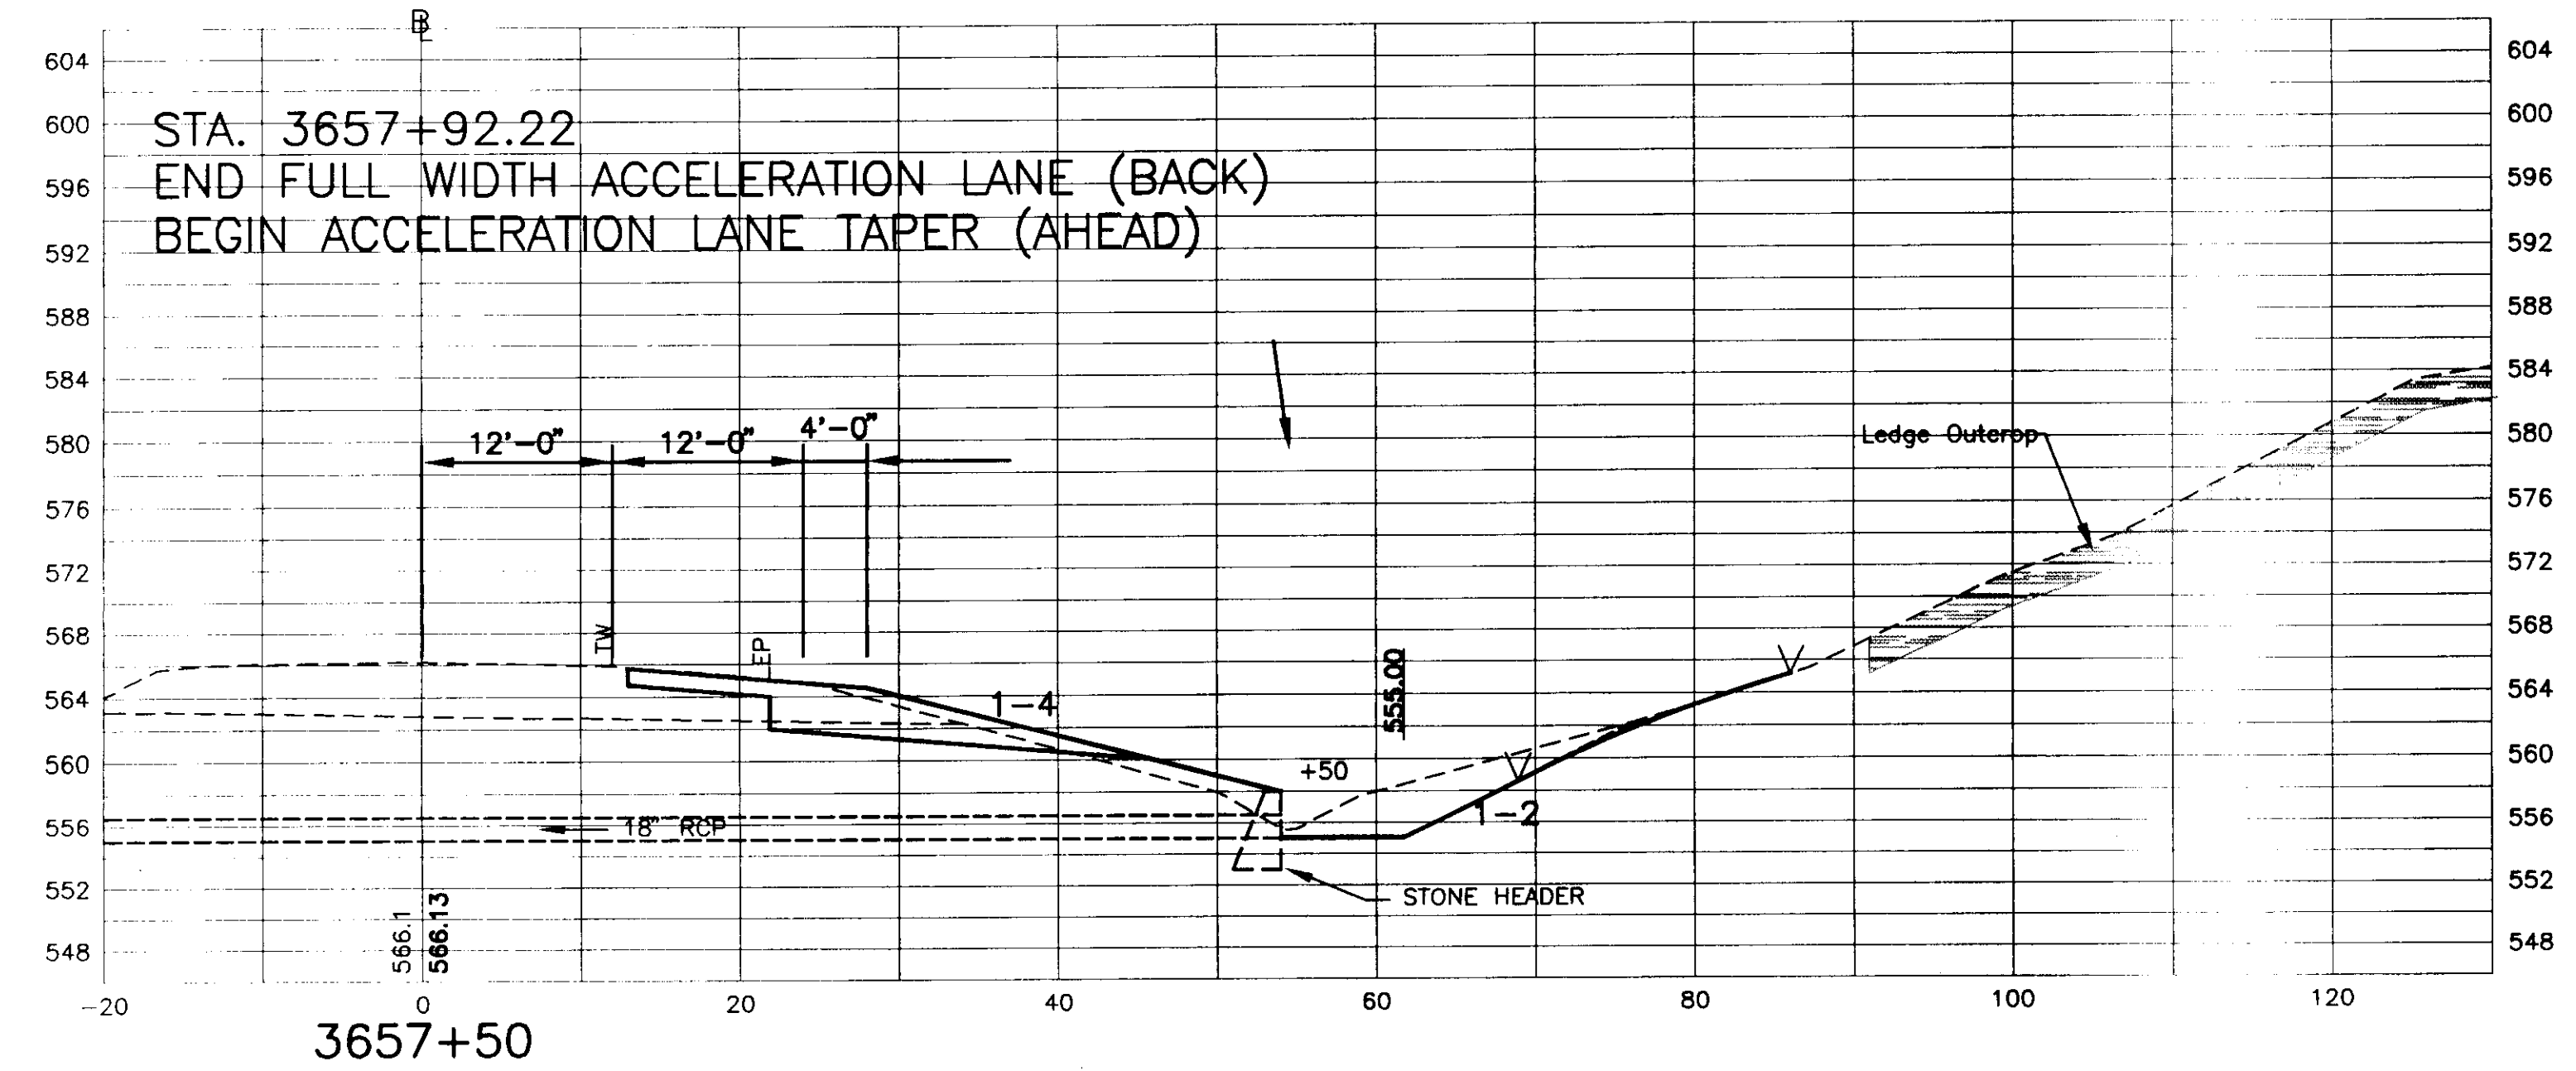 BL
604 604
STA. 3657+92.22
600 600
END FULL WIDTH ACCELERATION LANE (BACK)
596 596
BEGIN ACCELERATION LANE TAPER (AHEAD)
592 592
588 588
584 584
12'-0" 12'-0" 4'-0"
Ledge Outcrop
580 580
576 576
572 572
568 568
TW
EP
564 564
1-4
555.00
560 560
+50
1-2
556 556
18" RCP
552 552
STONE HEADER
566.1
566.13
548 548
-20 0 20 40 60 80 100 120
3657+50